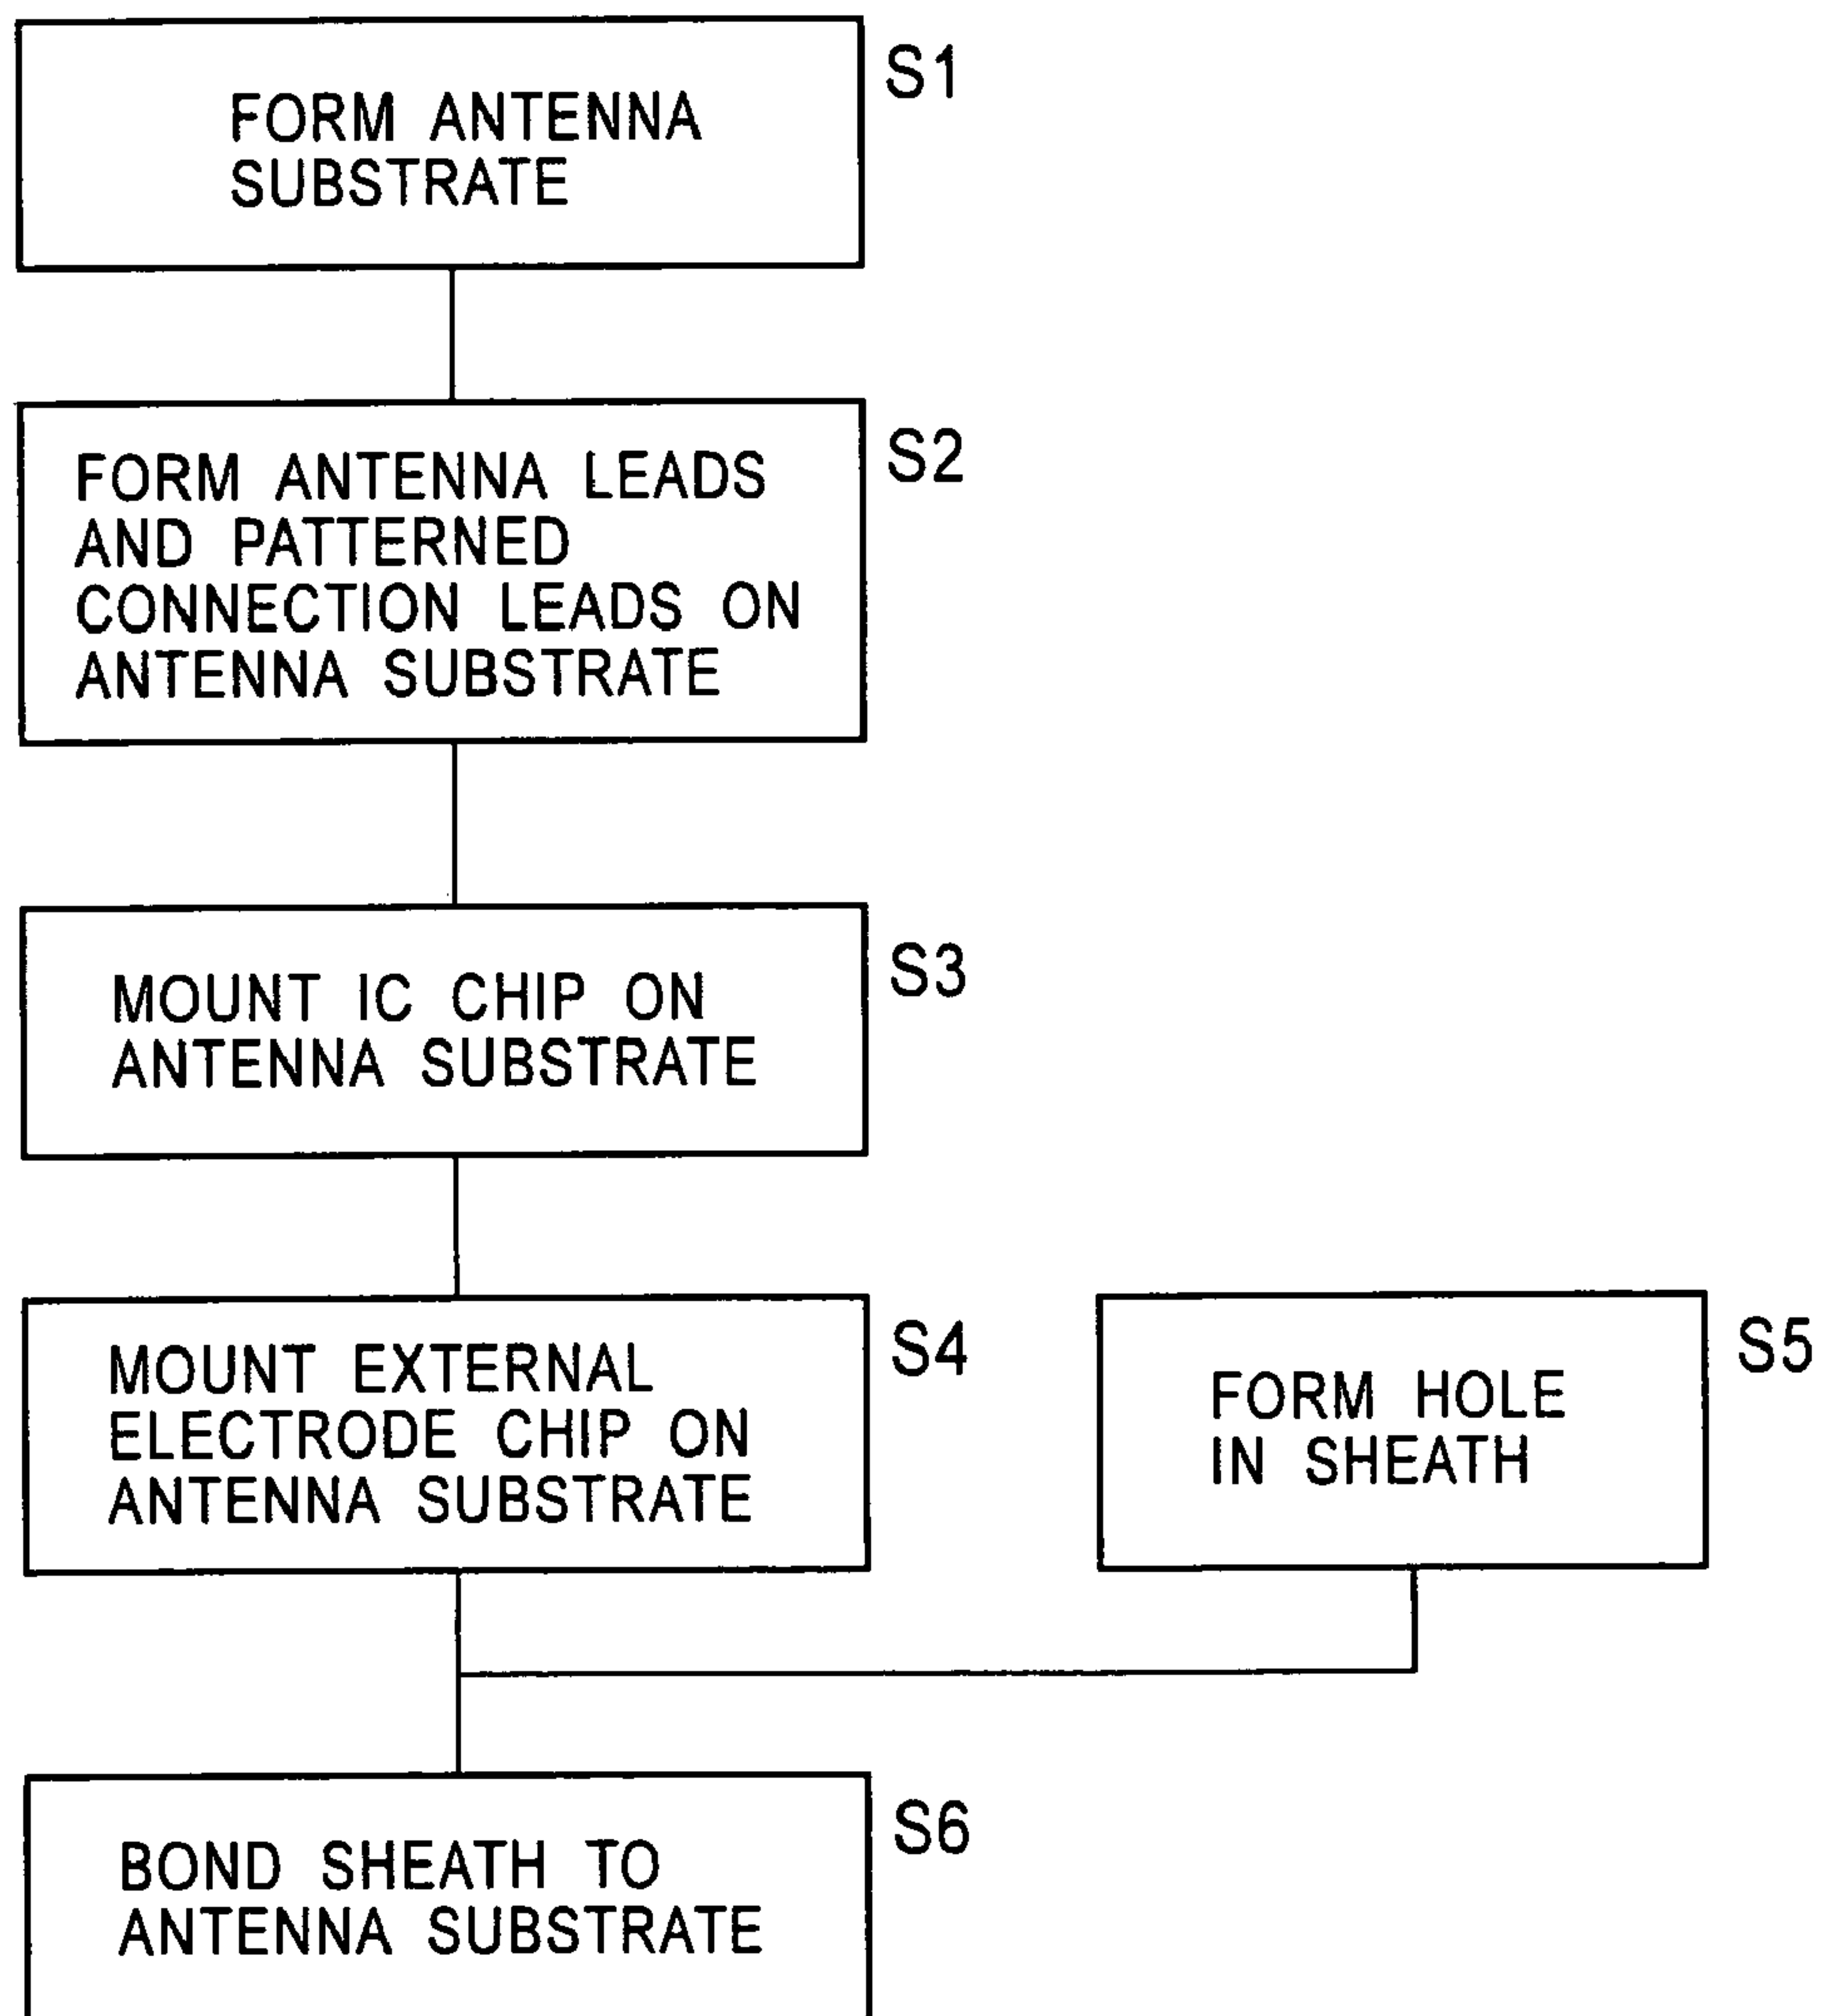 FORM ANTENNA
SUBSTRATE
S1
FORM ANTENNA LEADS
AND PATTERNED
CONNECTION LEADS ON
ANTENNA SUBSTRATE
S2
MOUNT IC CHIP ON
ANTENNA SUBSTRATE
S3
MOUNT EXTERNAL
ELECTRODE CHIP ON
ANTENNA SUBSTRATE
S4
FORM HOLE
IN SHEATH
S5
BOND SHEATH TO
ANTENNA SUBSTRATE
S6